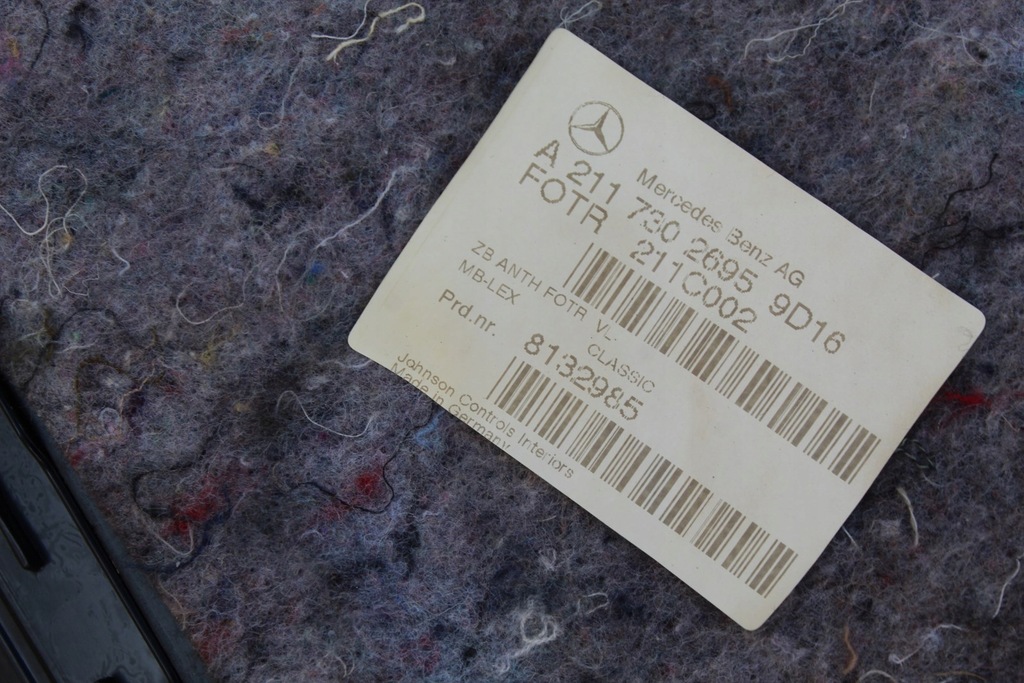 Mercedes Benz AG
A 211 730 2695 9D16
FOTR 211C002
ZB ANTH FOTR VL
MB-LEX CLASSIC
Prd.nr. 8132985
Johnson Controls Interiors
Made in Germany